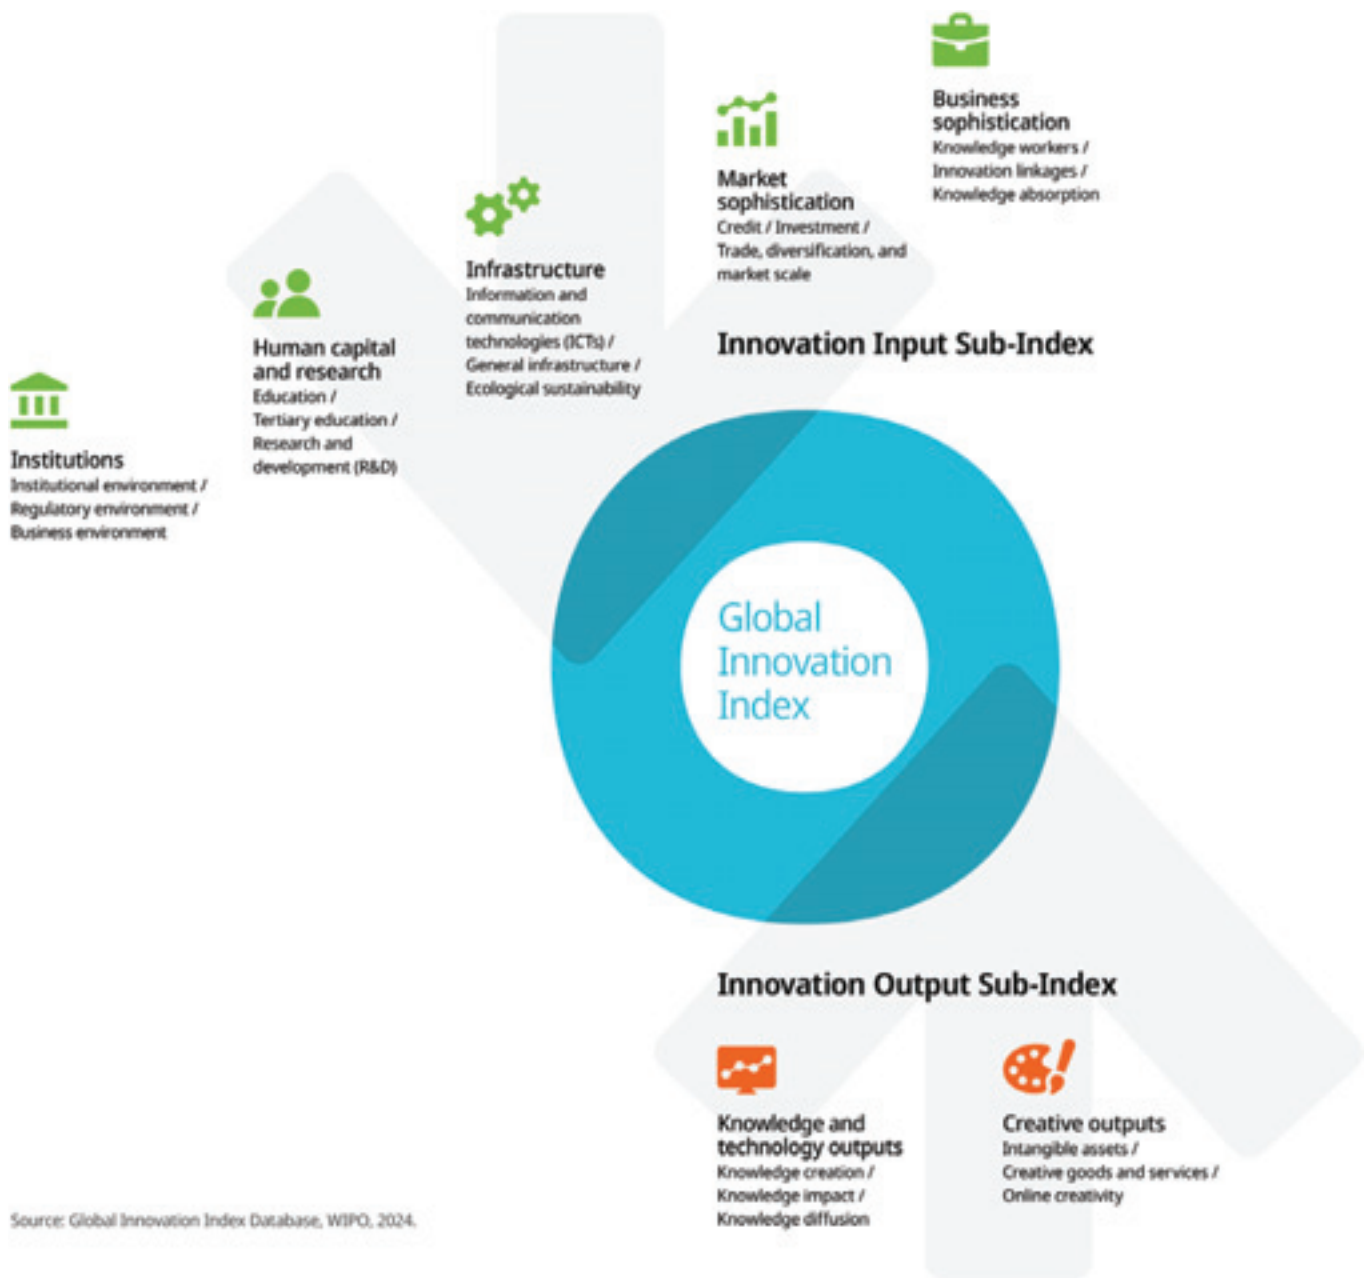 Business
sophistication
Knowledge workers /
Innovation linkages /
Knowledge absorption
Market
sophistication
Credit / Investment /
Trade, diversification, and
market scale
Infrastructure
Information and
communication
technologies (ICTs) /
General infrastructure /
Ecological sustainability
Human capital
and research
Education /
Tertiary education /
Research and
development (R&D)
Institutions
Institutional environment /
Regulatory environment /
Business environment
Innovation Input Sub-Index
Global
Innovation
Index
Innovation Output Sub-Index
Knowledge and
technology outputs
Knowledge creation /
Knowledge impact /
Knowledge diffusion
Creative outputs
Intangible assets /
Creative goods and services /
Online creativity
Source: Global Innovation Index Database, WIPO, 2024.